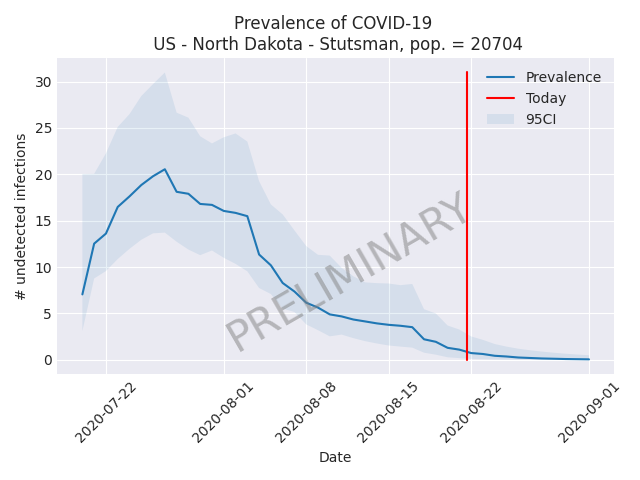 Prevalence of COVID-19
US - North Dakota - Stutsman, pop. = 20704
30
25
20
15
10
5
0
# undetected infections
Prevalence
Today
95CI
PRELIMINARY
2020-07-22
2020-08-01
2020-08-08
2020-08-15
2020-08-22
2020-09-01
Date